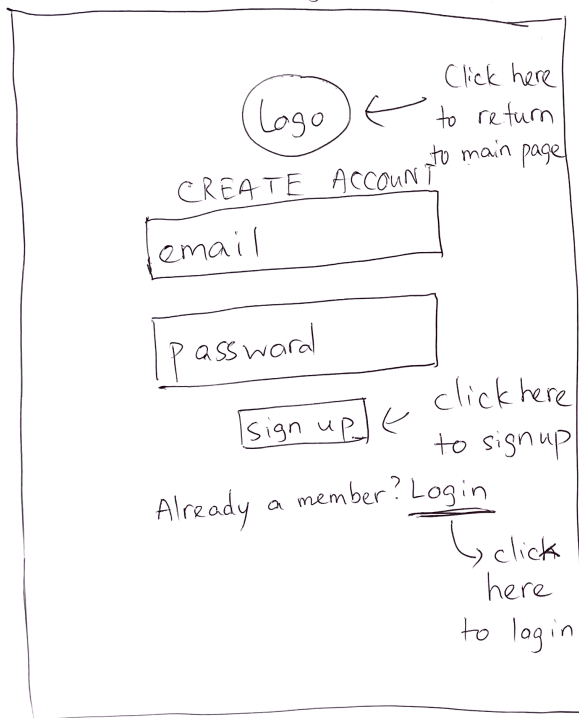 Logo
Click here
to return
to main page
CREATE ACCOUNT
email
password
sign up
click here
to signup
Already a member? Login
click
here
to login